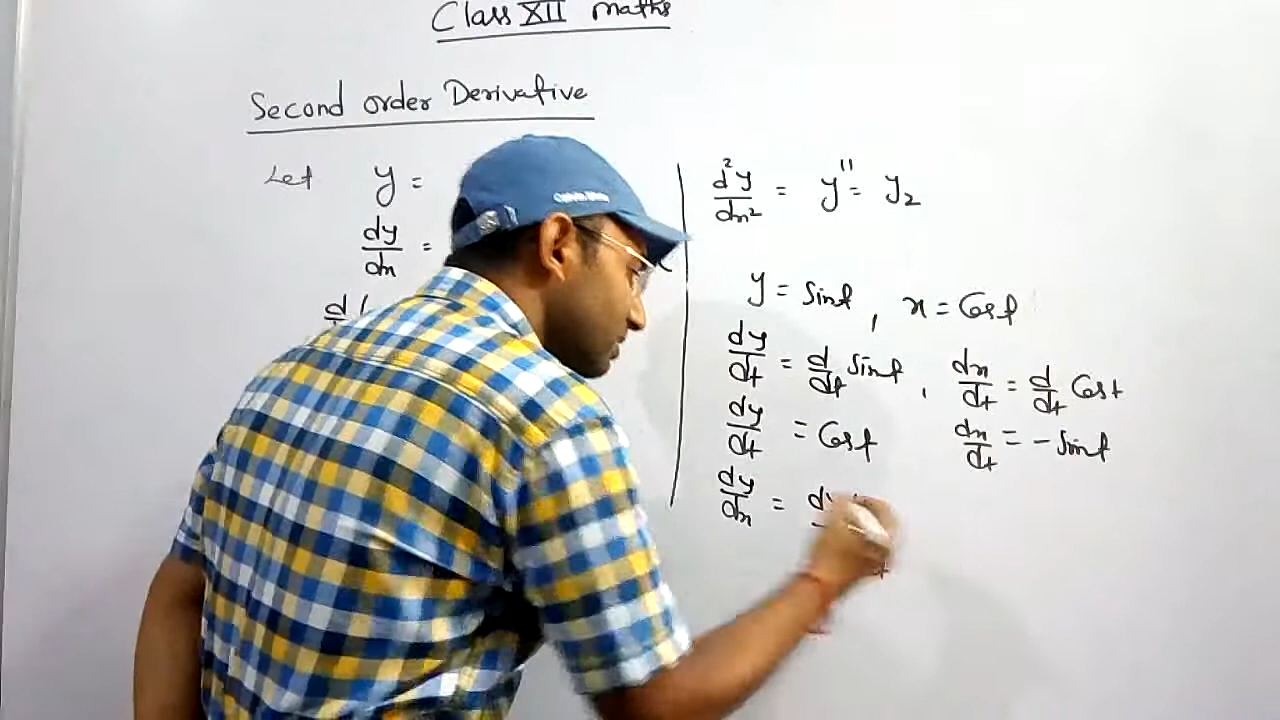 Class XII maths
Second order Derivative
Let y =
dy/dx =
d/
d²y/dx² = y'' = y₂
y = Sint, x = Cost
dy/dt = d/dt Sint, dx/dt = d/dt Cost
dy/dt = Cost dx/dt = -Sint
dy/dx = dy